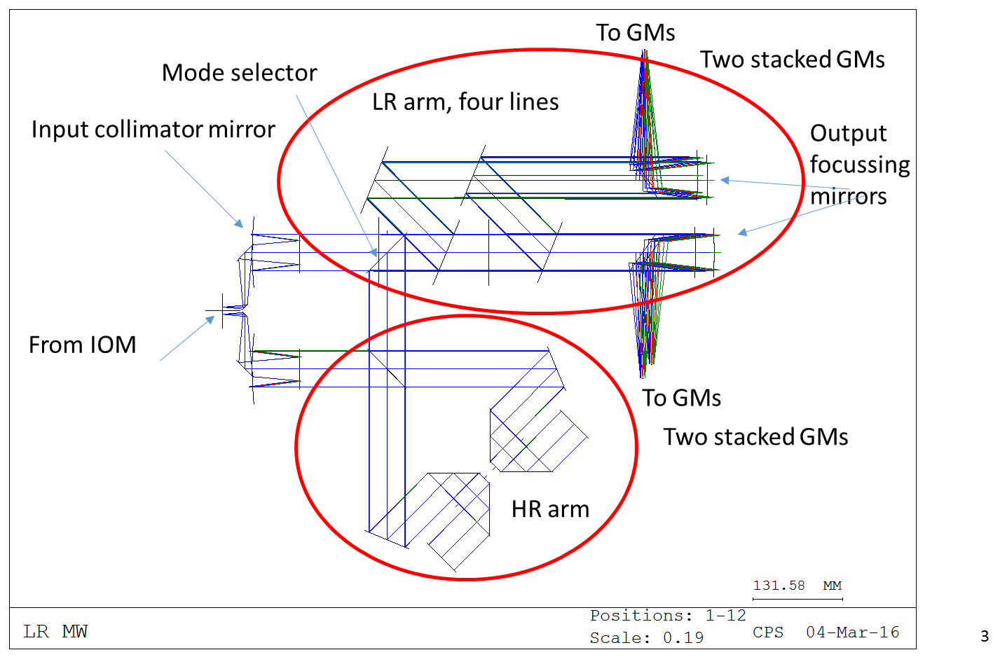 To GMs
Two stacked GMs
Mode selector
LR arm, four lines
Input collimator mirror
Output
focussing
mirrors
From IOM
To GMs
Two stacked GMs
HR arm
131.58 MM
LR MW
Positions: 1-12
Scale: 0.19
CPS 04-Mar-16
3